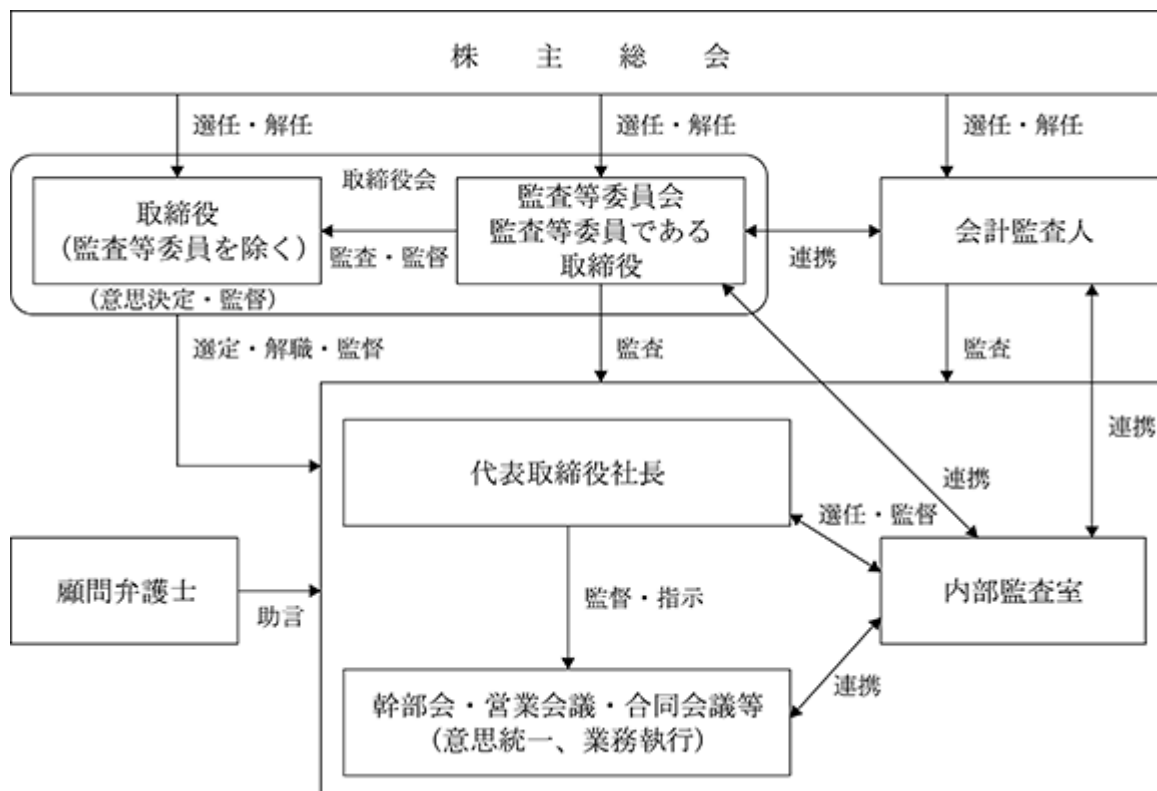 株主総会
選任・解任
選任・解任
選任・解任
取締役会
取締役
（監査等委員を除く）
監査・監督
監査等委員会
監査等委員である
取締役
連携
会計監査人
（意思決定・監督）
選定・解職・監督
監査
監査
連携
代表取締役社長
連携
選任・監督
顧問弁護士
助言
監督・指示
内部監査室
連携
幹部会・営業会議・合同会議等
（意思統一、業務執行）